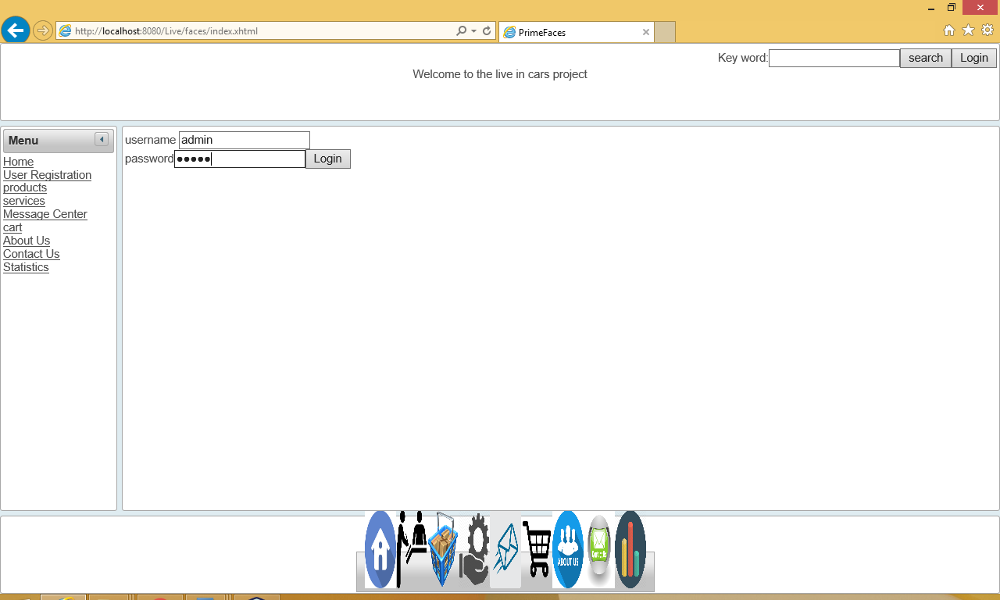 http://localhost:8080/Live/faces/index.xhtml
PrimeFaces
Key word: search Login
Welcome to the live in cars project
Menu
Home
User Registration
products
services
Message Center
cart
About Us
Contact Us
Statistics
username admin
password ●●●●● Login
ABOUT US